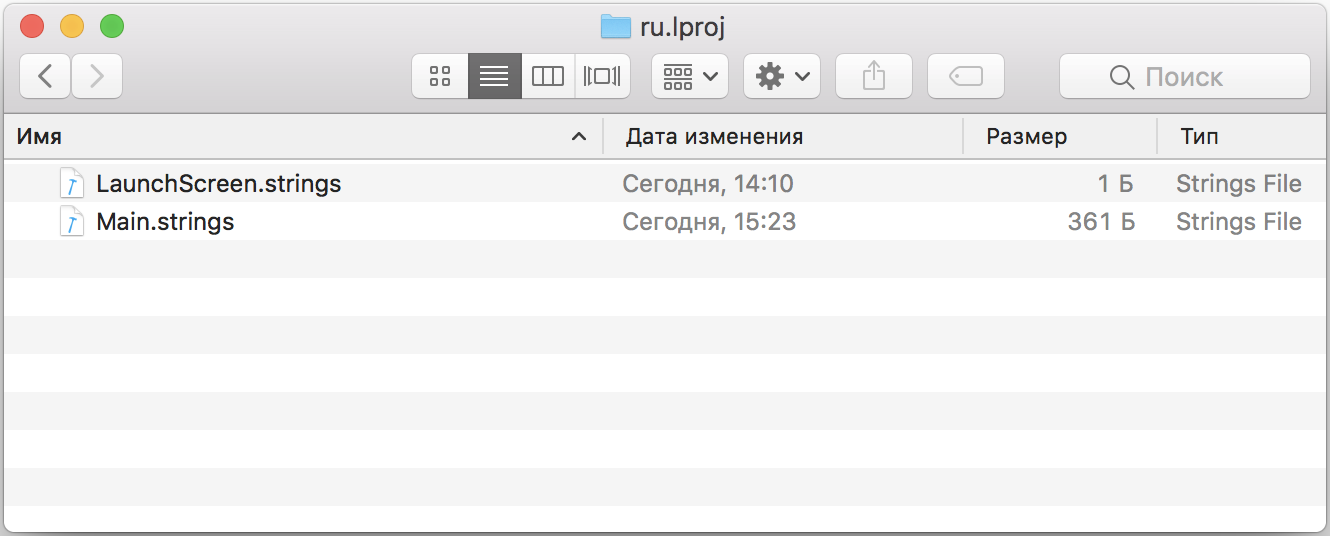 ru.lproj
Поиск
Имя Дата изменения Размер Тип
LaunchScreen.strings Сегодня, 14:10 1 Б Strings File
Main.strings Сегодня, 15:23 361 Б Strings File